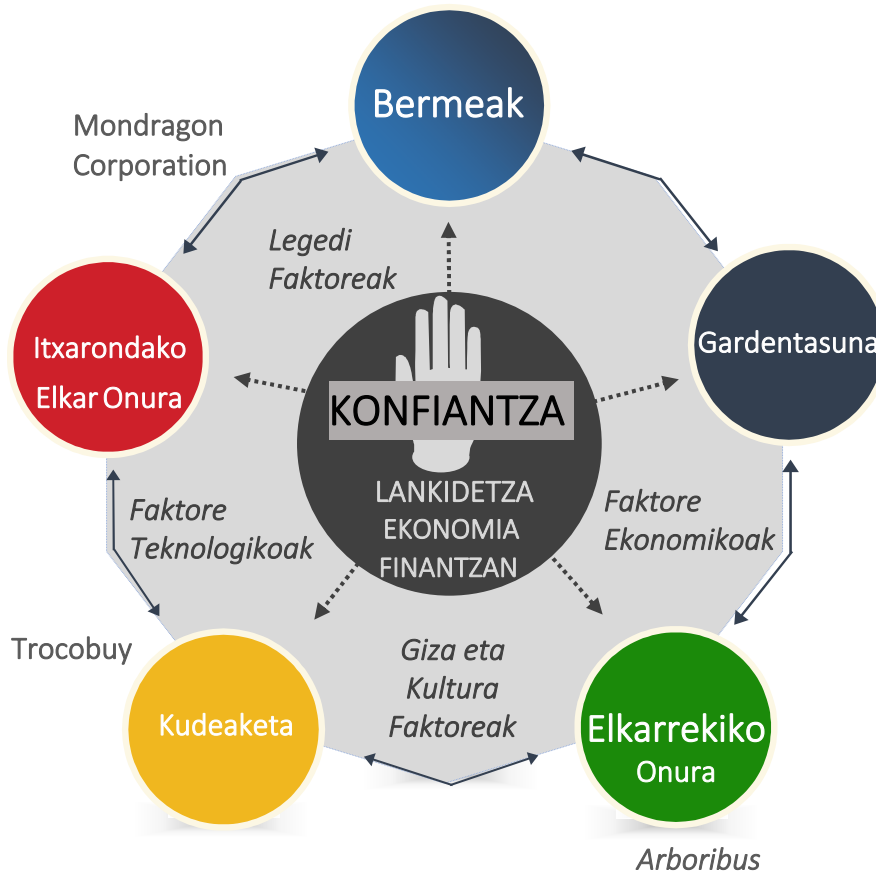 Bermeak
Mondragon
Corporation
Legedi
Faktoreak
Itxarondako
Elkar Onura
Gardentasuna
KONFIANTZA
LANKIDETZA
EKONOMIA
FINANTZAN
Faktore
Teknologikoak
Faktore
Ekonomikoak
Trocobuy
Giza eta
Kultura
Faktoreak
Kudeaketa
Elkarrekiko
Onura
Arboribus